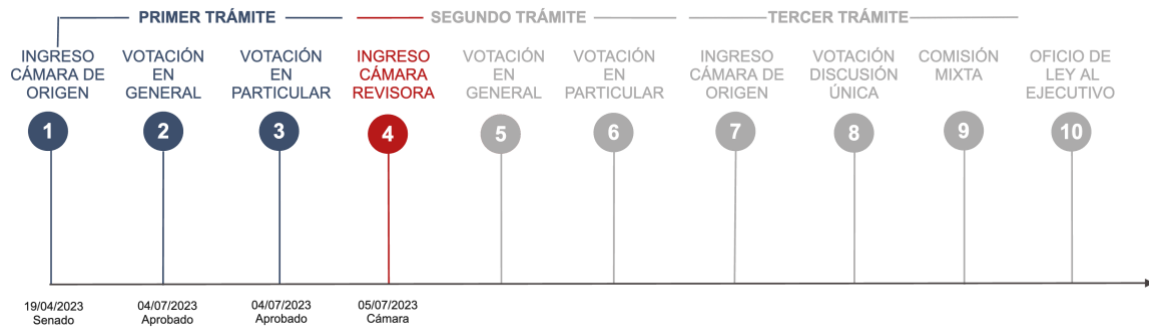 PRIMER TRÁMITE
SEGUNDO TRÁMITE
TERCER TRÁMITE
INGRESO
CÁMARA DE
ORIGEN
VOTACIÓN
EN
GENERAL
VOTACIÓN
EN
PARTICULAR
INGRESO
CÁMARA
REVISORA
VOTACIÓN
EN
GENERAL
VOTACIÓN
EN
PARTICULAR
INGRESO
CÁMARA DE
ORIGEN
VOTACIÓN
DISCUSIÓN
ÚNICA
COMISIÓN
MIXTA
OFICIO DE
LEY AL
EJECUTIVO
1
2
3
4
5
6
7
8
9
10
19/04/2023
Senado
04/07/2023
Aprobado
04/07/2023
Aprobado
05/07/2023
Cámara